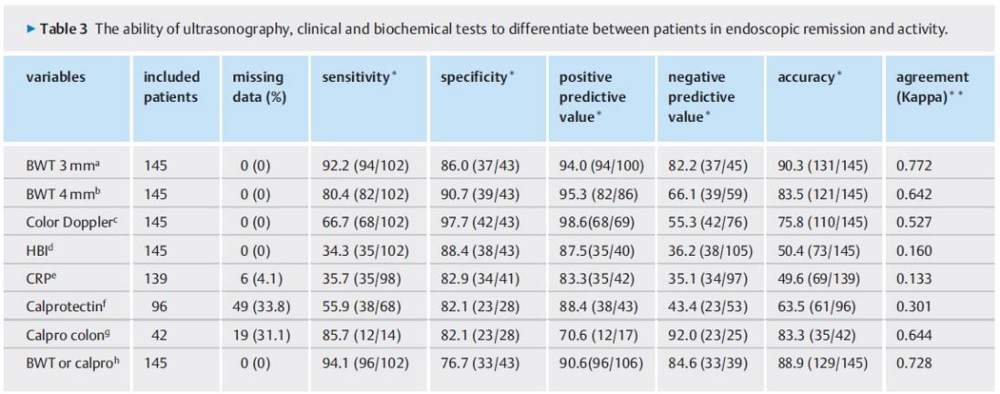 ▶ Table 3 The ability of ultrasonography, clinical and biochemical tests to differentiate between patients in endoscopic remission and activity.
variables included patients missing data (%) sensitivity* specificity* positive predictive value* negative predictive value* accuracy* agreement (Kappa)**
BWT 3 mmᵃ 145 0 (0) 92.2 (94/102) 86.0 (37/43) 94.0 (94/100) 82.2 (37/45) 90.3 (131/145) 0.772
BWT 4 mmᵇ 145 0 (0) 80.4 (82/102) 90.7 (39/43) 95.3 (82/86) 66.1 (39/59) 83.5 (121/145) 0.642
Color Dopplerᶜ 145 0 (0) 66.7 (68/102) 97.7 (42/43) 98.6(68/69) 55.3 (42/76) 75.8 (110/145) 0.527
HBIᵈ 145 0 (0) 34.3 (35/102) 88.4 (38/43) 87.5(35/40) 36.2 (38/105) 50.4 (73/145) 0.160
CRPᵉ 139 6 (4.1) 35.7 (35/98) 82.9 (34/41) 83.3(35/42) 35.1 (34/97) 49.6 (69/139) 0.133
Calprotectinᶠ 96 49 (33.8) 55.9 (38/68) 82.1 (23/28) 88.4 (38/43) 43.4 (23/53) 63.5 (61/96) 0.301
Calpro colonᵍ 42 19 (31.1) 85.7 (12/14) 82.1 (23/28) 70.6 (12/17) 92.0 (23/25) 83.3 (35/42) 0.644
BWT or calproʰ 145 0 (0) 94.1 (96/102) 76.7 (33/43) 90.6(96/106) 84.6 (33/39) 88.9 (129/145) 0.728